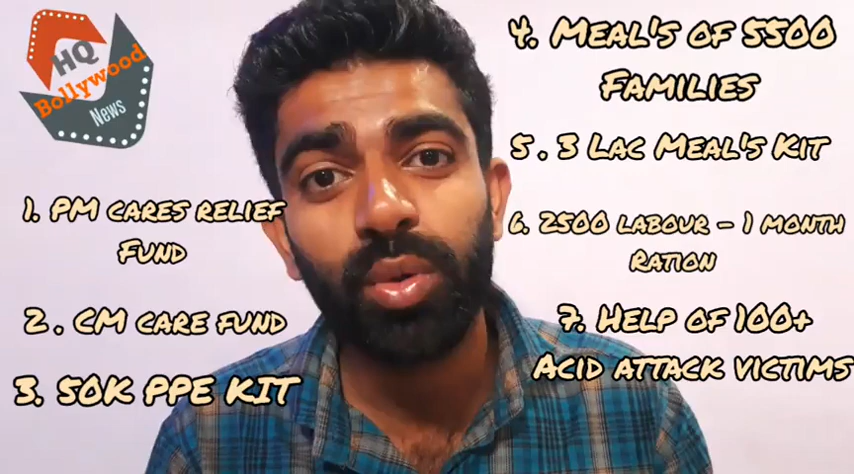 HQ
Bollywood
News
1. PM cares relief
Fund
2. CM care fund
3. 50K PPE KIT
4. Meal's of 5500
Families
5. 3 Lac Meal's Kit
6. 2500 labour - 1 month
Ration
7. Help of 100+
Acid attack victims